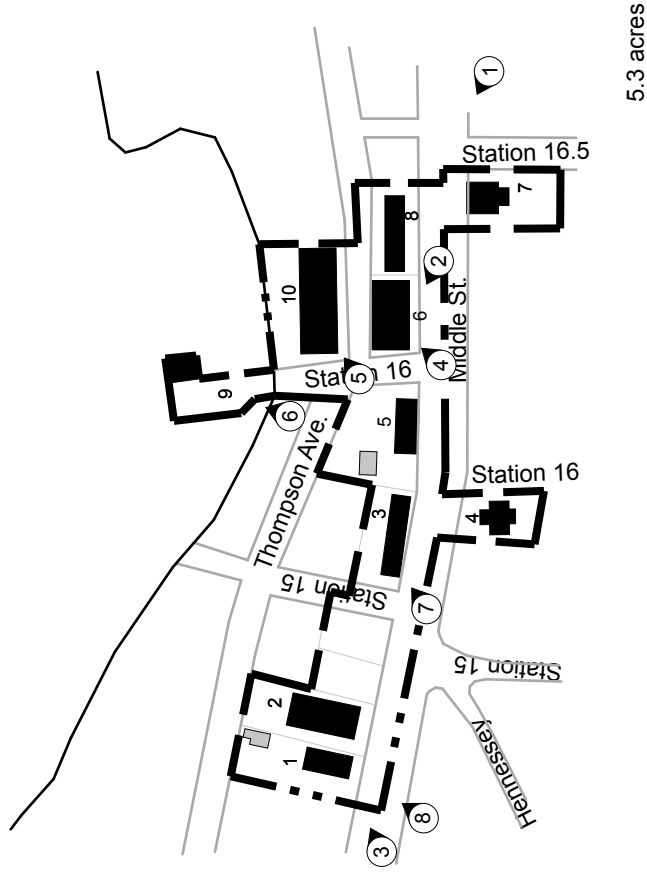 5.3 acres
1
Station 16.5
7
8
2
10
6
Middle St.
4
Station 16
5
9
6
5
Thompson Ave.
Station 16
3
4
Station 15
7
Station 15
2
1
Hennessey
8
3